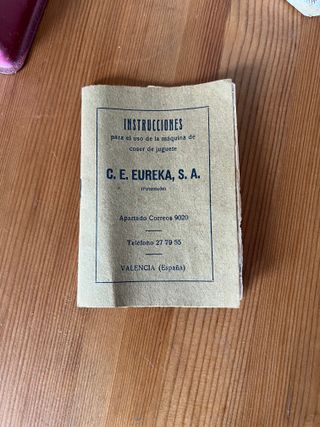 INSTRUCCIONES
para el uso de la máquina de
coser de juguete
C. E. EUREKA, S. A.
(Patentada)
Apartado Correos 9020
Teléfono 27 79 55
VALENCIA (España)